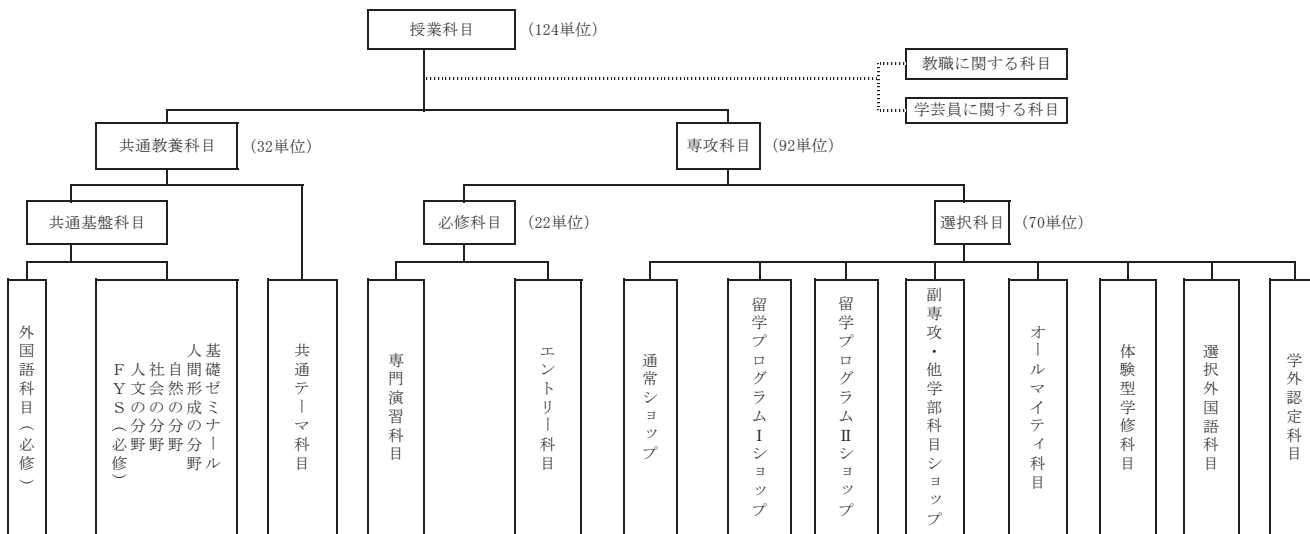 授業科目 (124単位)
教職に関する科目
学芸員に関する科目
共通教養科目 (32単位)
専攻科目 (92単位)
共通基盤科目
必修科目 (22単位)
選択科目 (70単位)
外国語科目（必修）
基礎ゼミナール
人間形成の分野
自然の分野
社会の分野
人文の分野
ＦＹＳ（必修）
共通テーマ科目
専門演習科目
エントリー科目
通常ショップ
留学プログラムⅠショップ
留学プログラムⅡショップ
副専攻・他学部科目ショップ
オールマイティ科目
体験型学修科目
選択外国語科目
学外認定科目